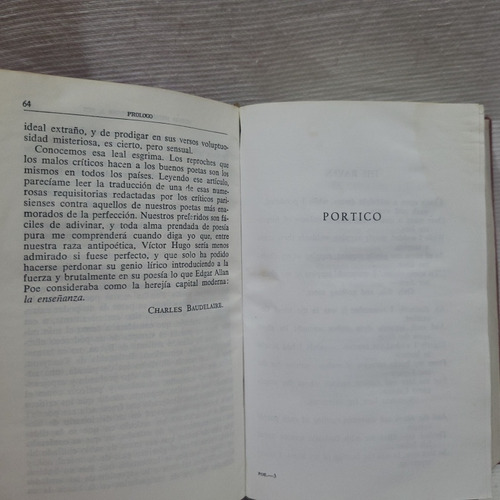 64
PROLOGO
ideal extraño, y de prodigar en sus versos voluptuo-
sidad misteriosa, es cierto, pero sensual.
Conocemos esa leal esgrima. Los reproches que
los malos críticos hacen a los buenos poetas son los
mismos en todos los países. Leyendo ese artículo,
parecíame leer la traducción de una de esas nume-
rosas requisitorias redactadas por los críticos pari-
sienses contra aquellos de nuestros poetas más ena-
morados de la perfección. Nuestros preferidos son fá-
ciles de adivinar, y toda alma prendada de poesía
pura me comprenderá cuando diga yo que, entre
nuestra raza antipoética, Víctor Hugo sería menos
admirado si fuese perfecto, y que solo ha podido
hacerse perdonar su genio lírico introduciendo a la
fuerza y brutalmente en su poesía lo que Edgar Allan
Poe consideraba como la herejía capital moderna:
la enseñanza.
CHARLES BAUDELAIRE.
PORTICO
POE.—3